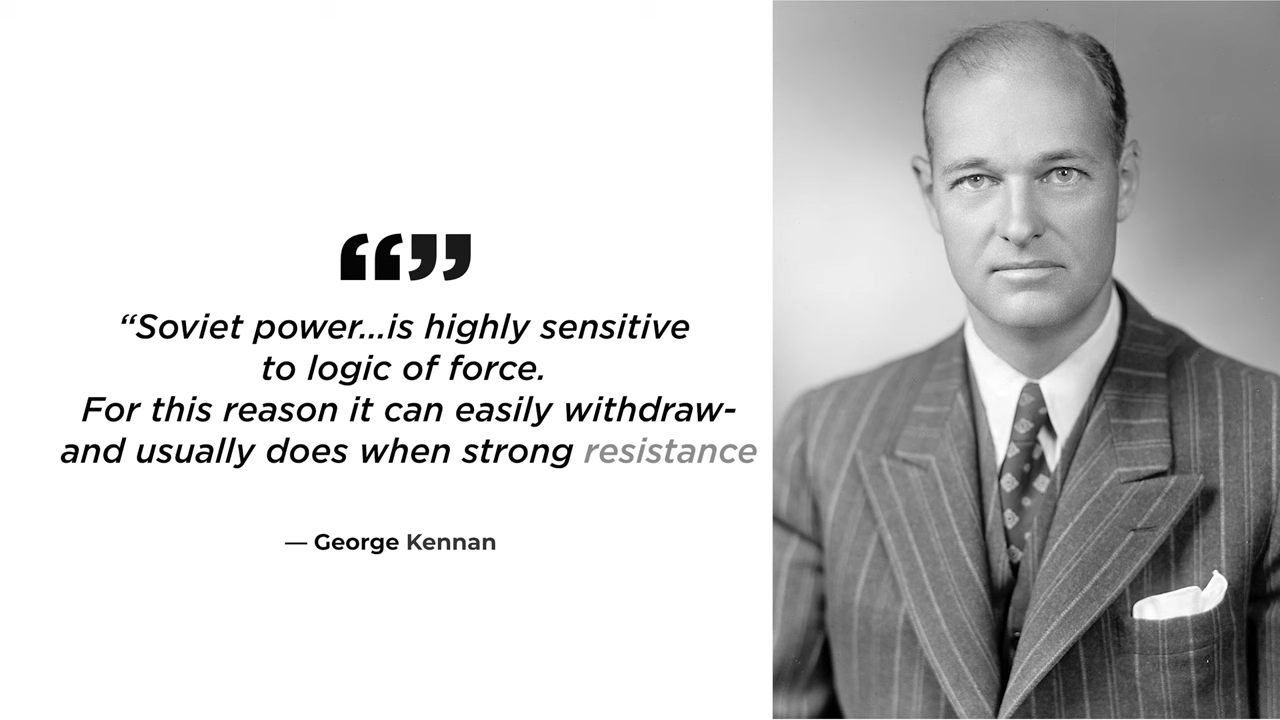 “”
“Soviet power...is highly sensitive
to logic of force.
For this reason it can easily withdraw-
and usually does when strong resistance
— George Kennan